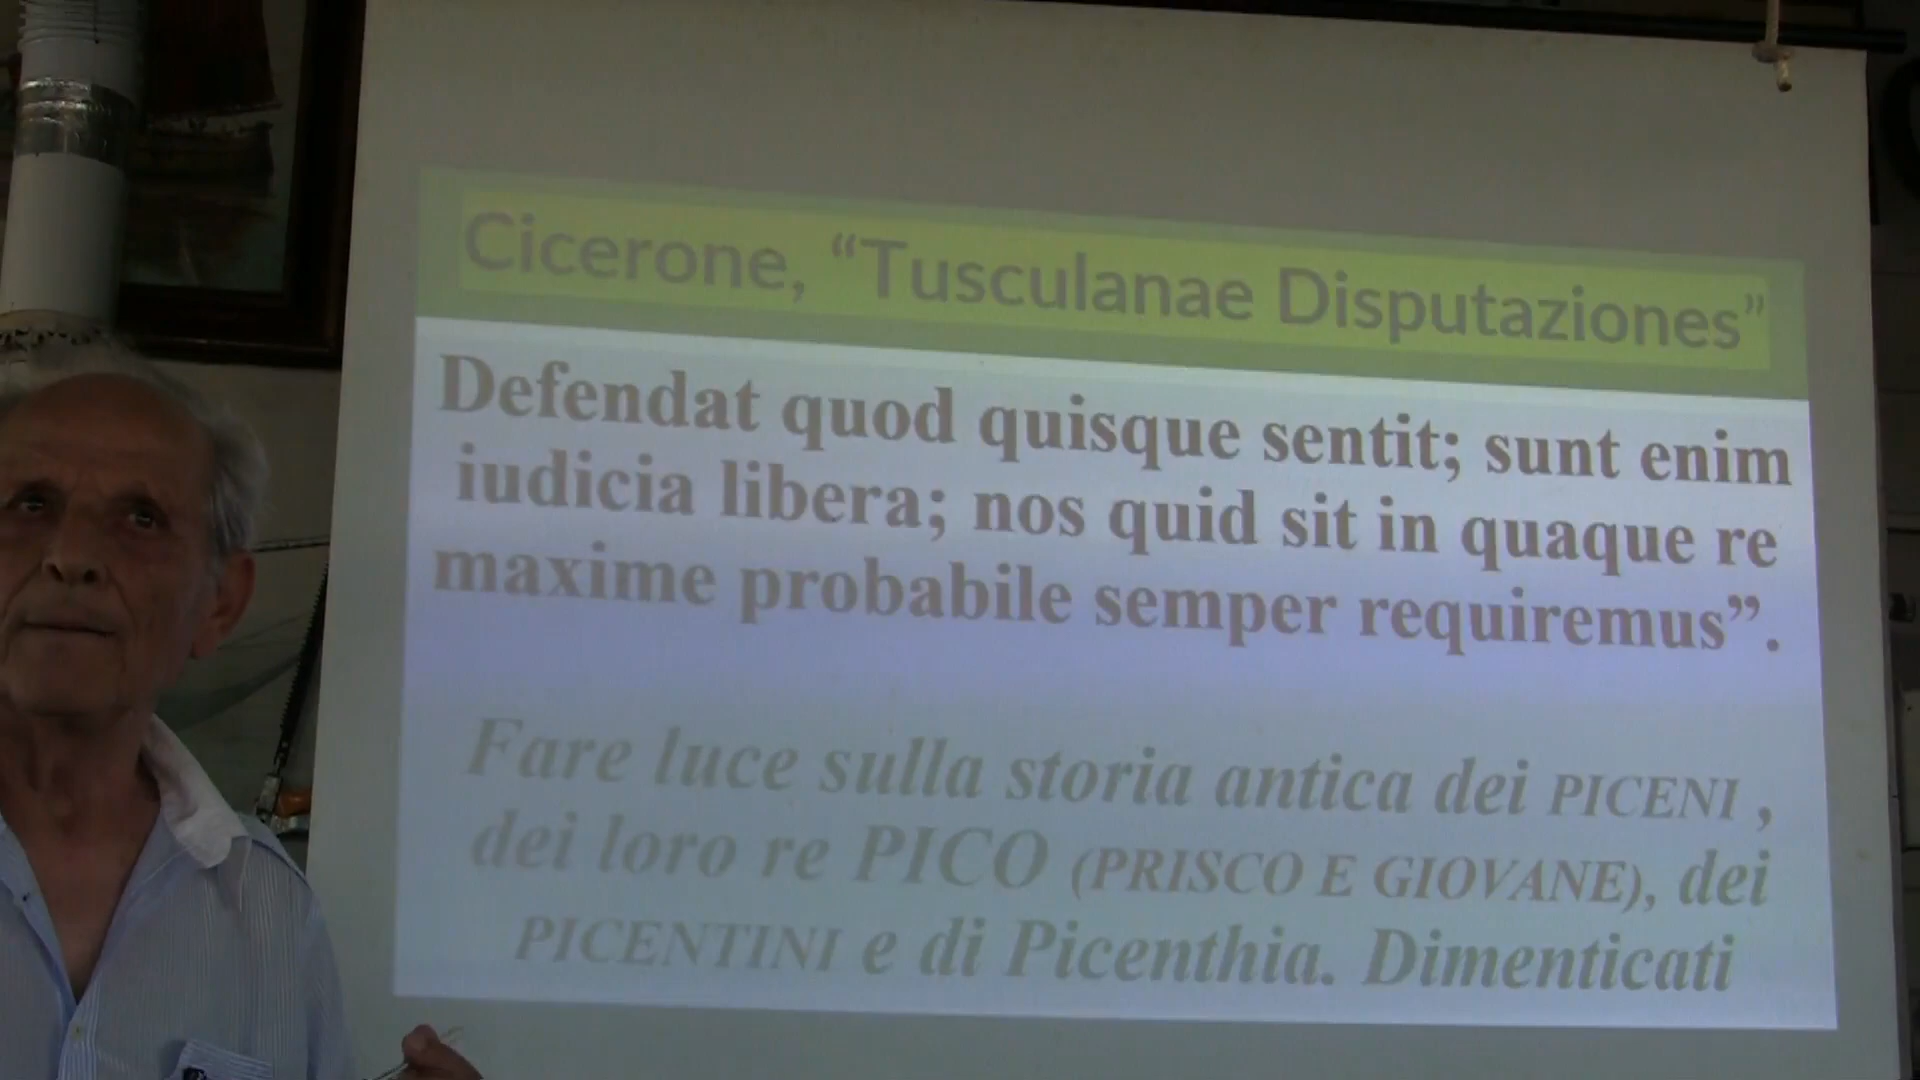 Cicerone, “Tusculanae Disputaziones”
Defendat quod quisque sentit; sunt enim
iudicia libera; nos quid sit in quaque re
maxime probabile semper requiremus”.
Fare luce sulla storia antica dei PICENI ,
dei loro re PICO (PRISCO E GIOVANE), dei
PICENTINI e di Picenthia. Dimenticati